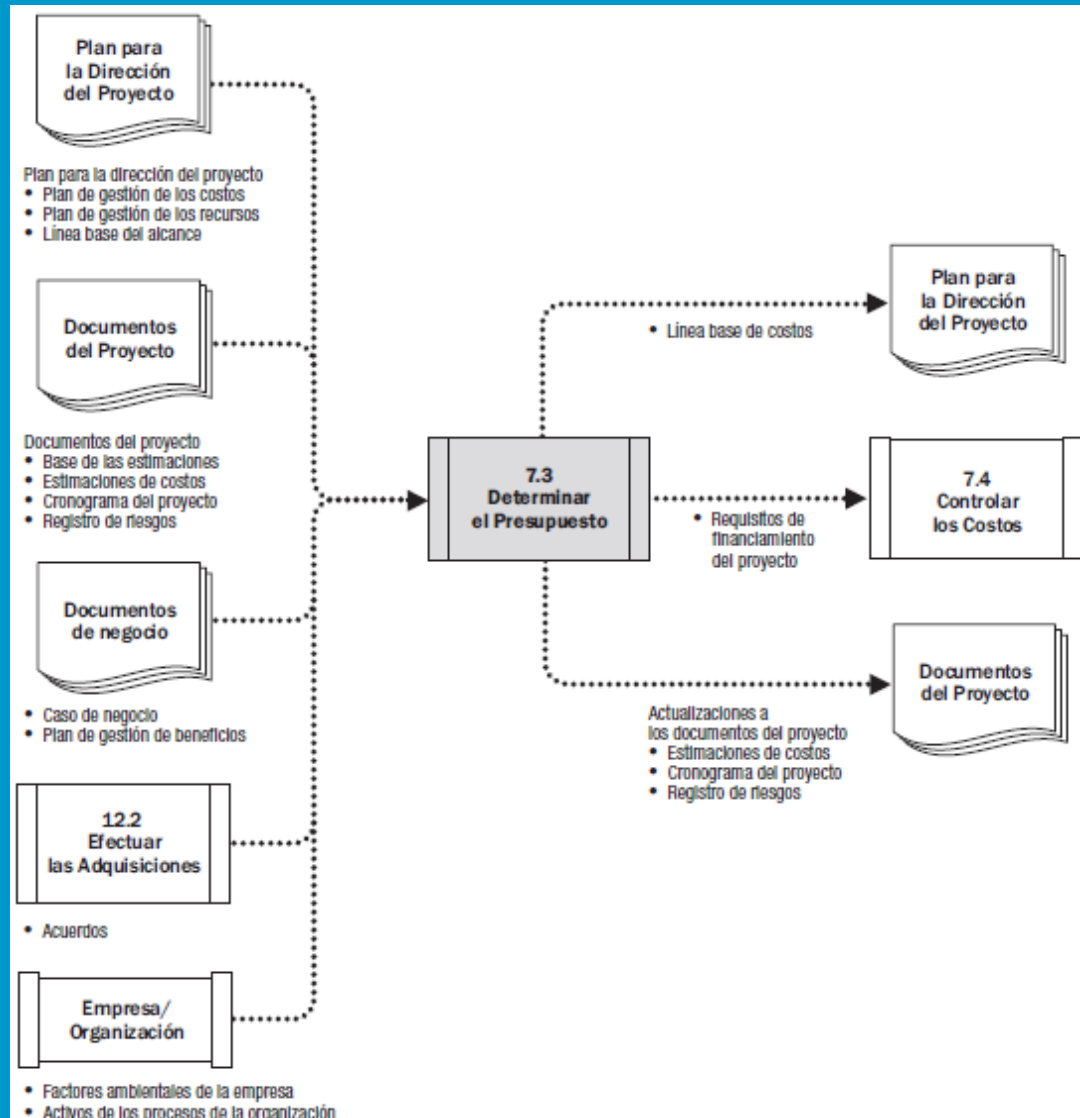 Plan para
la Dirección
del Proyecto
Plan para la dirección del proyecto
• Plan de gestión de los costos
• Plan de gestión de los recursos
• Línea base del alcance
Documentos
del Proyecto
Documentos del proyecto
• Base de las estimaciones
• Estimaciones de costos
• Cronograma del proyecto
• Registro de riesgos
Documentos
de negocio
• Caso de negocio
• Plan de gestión de beneficios
12.2
Efectuar
las Adquisiciones
• Acuerdos
Empresa/
Organización
• Factores ambientales de la empresa
• Activos de los procesos de la organización
7.3
Determinar
el Presupuesto
• Línea base de costos
Plan para
la Dirección
del Proyecto
• Requisitos de
financiamiento
del proyecto
7.4
Controlar
los Costos
Actualizaciones a
los documentos del proyecto
• Estimaciones de costos
• Cronograma del proyecto
• Registro de riesgos
Documentos
del Proyecto